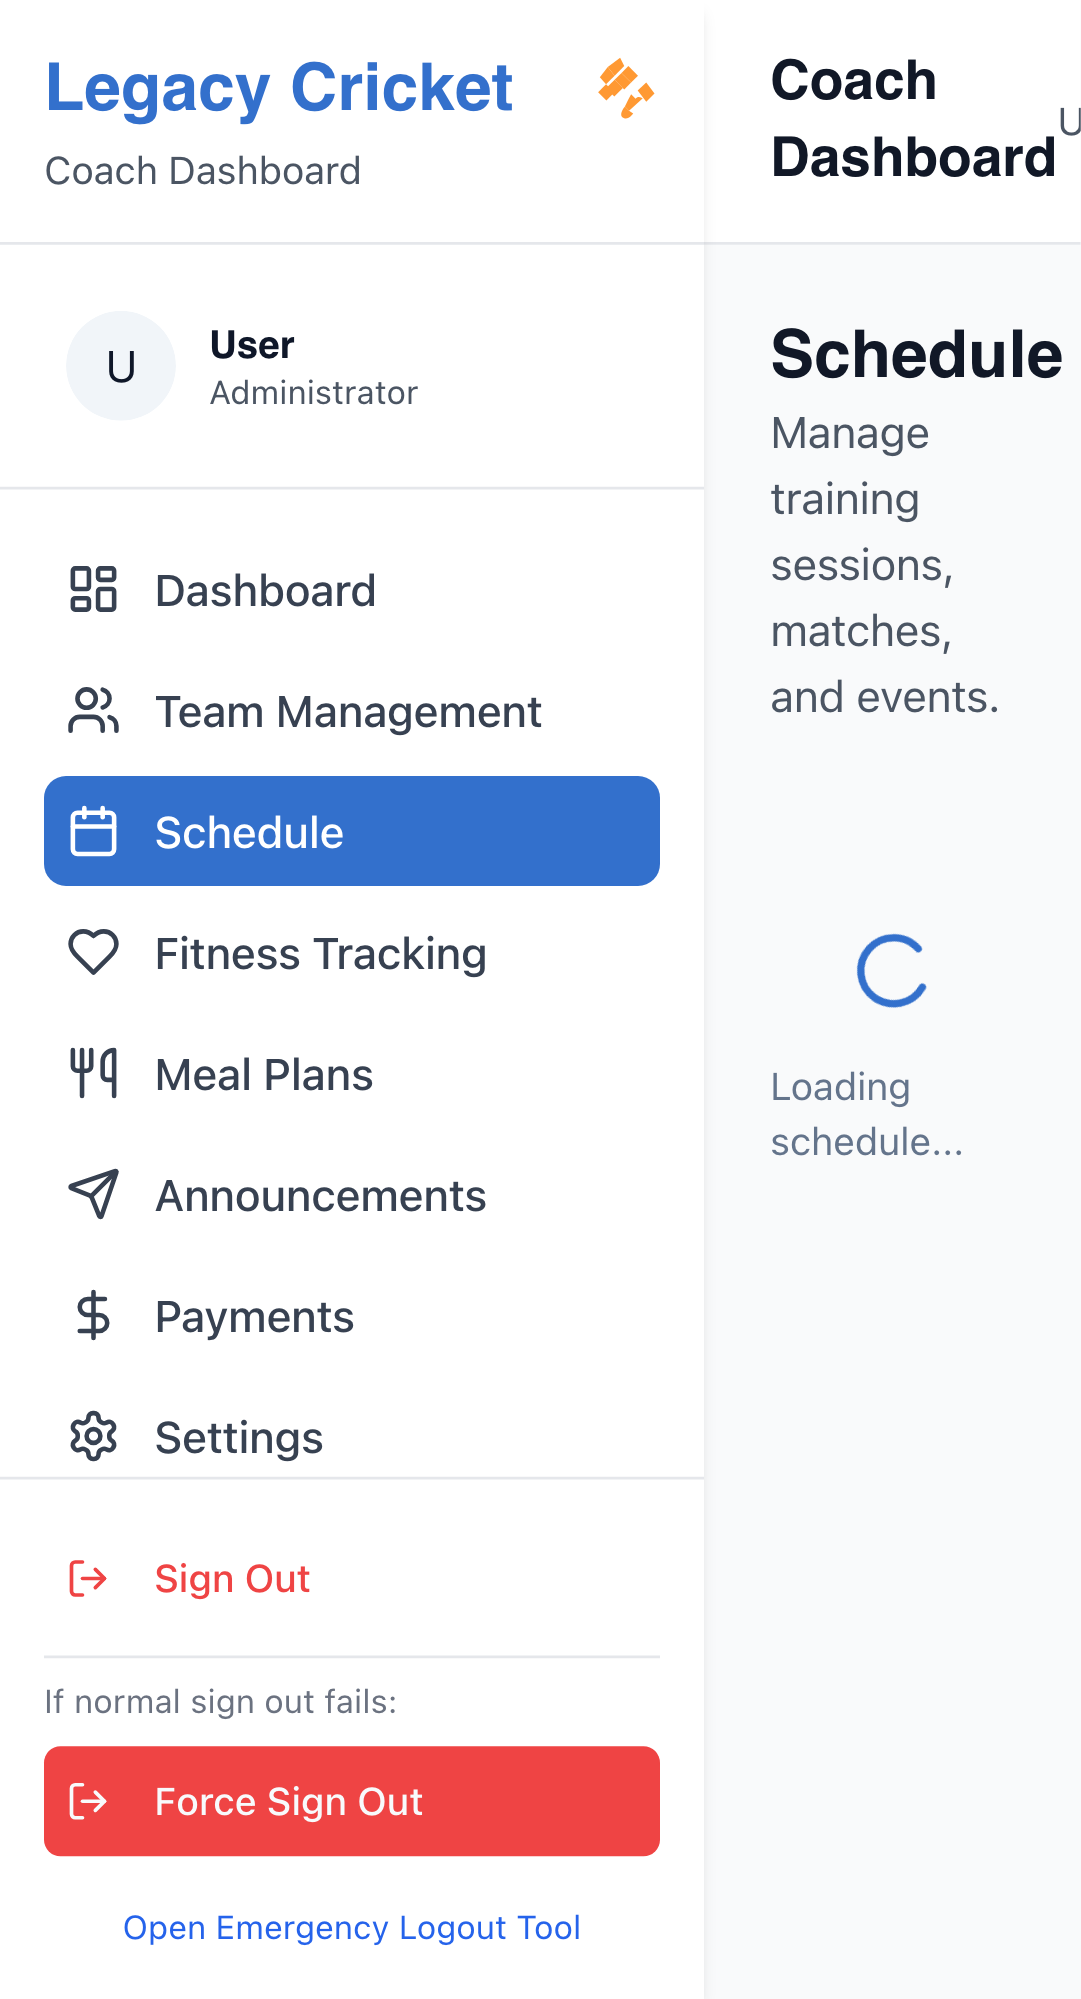 Legacy Cricket
Coach Dashboard
U
User
Administrator
Dashboard
Team Management
Schedule
Fitness Tracking
Meal Plans
Announcements
Payments
Settings
Sign Out
If normal sign out fails:
Force Sign Out
Open Emergency Logout Tool
Coach
Dashboard
Schedule
Manage
training
sessions,
matches,
and events.
Loading
schedule...